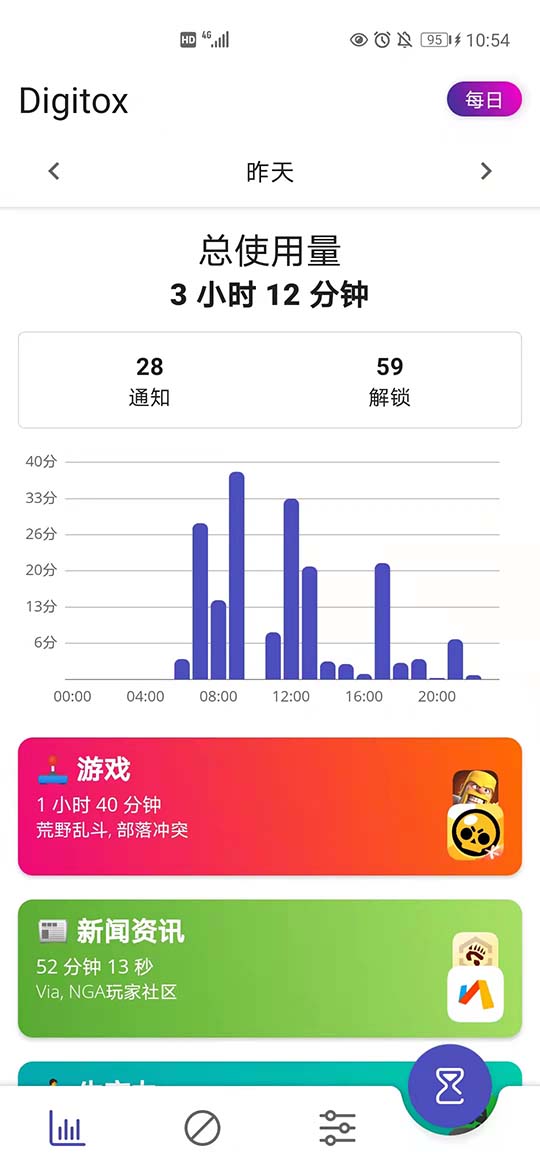 HD 4G 95 10:54
Digitox
每日
昨天
总使用量
3 小时 12 分钟
28
通知
59
解锁
40分
33分
26分
20分
13分
6分
00:00 04:00 08:00 12:00 16:00 20:00
游戏
1 小时 40 分钟
荒野乱斗, 部落冲突
新闻资讯
52 分钟 13 秒
Via, NGA玩家社区